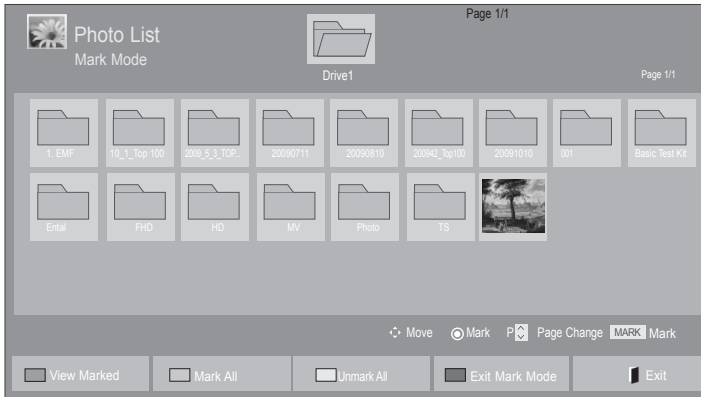 Page 1/1
Photo List
Mark Mode
Drive1
Page 1/1
1. EMF
10_1_Top 100
2009_5_3_TOP...
20090711
20090810
200942_Top100
20091010
001
Basic Test Kit
Ental
FHD
HD
MV
Photo
TS
Move
Mark
P
Page Change
MARK
Mark
View Marked
Mark All
Unmark All
Exit Mark Mode
Exit